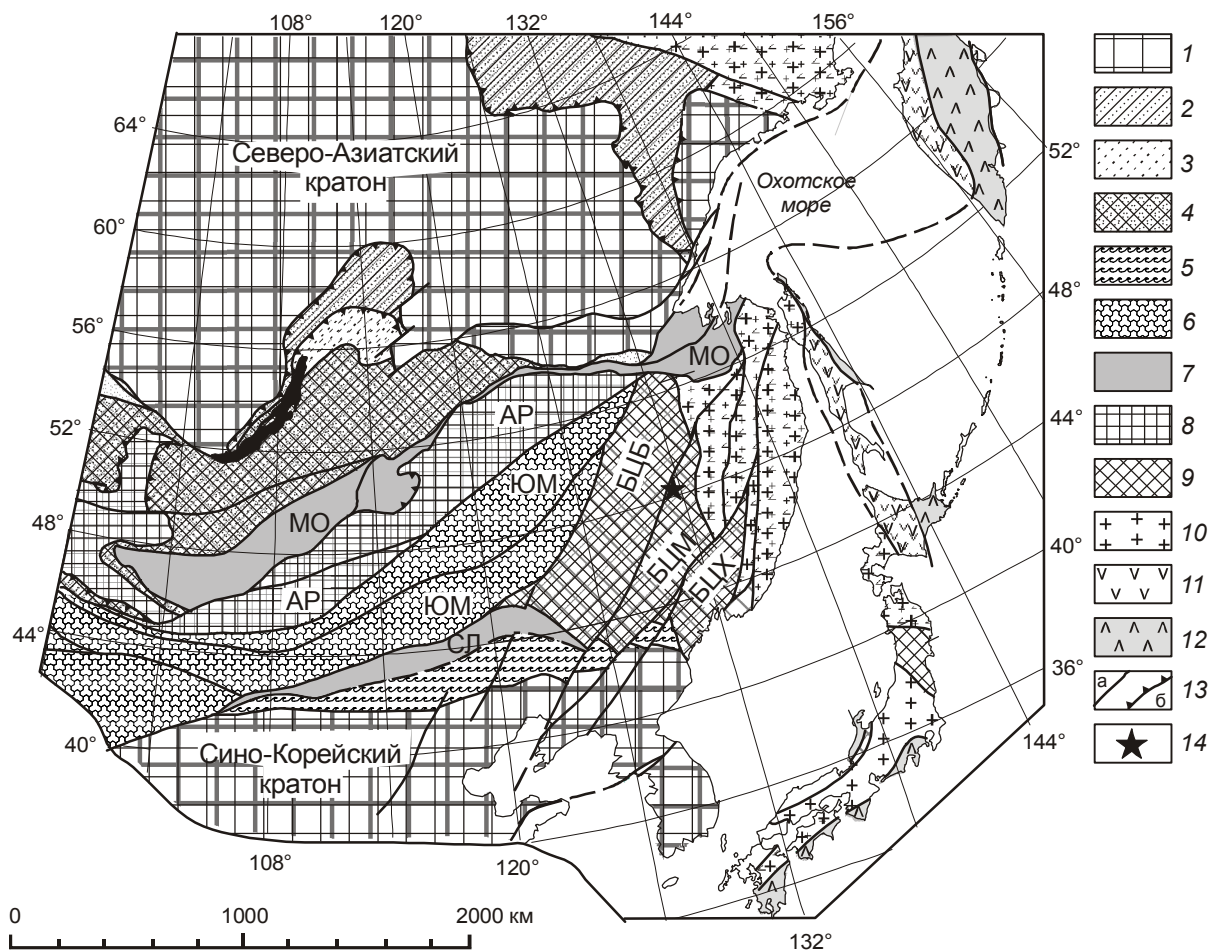 108° 120° 132° 144° 156°
64°
60°
56°
52°
48°
44°
40°
Северо-Азиатский
кратон
Охотское
море
МО
АР
ЮМ
БЦБ
МО
БЦМ
БЦХ
АР
ЮМ
СЛ
Сино-Корейский
кратон
52°
48°
44°
40°
36°
144°
108°
120°
132°
0 1000 2000 км
1
2
3
4
5
6
7
8
9
10
11
12
а б 13
14